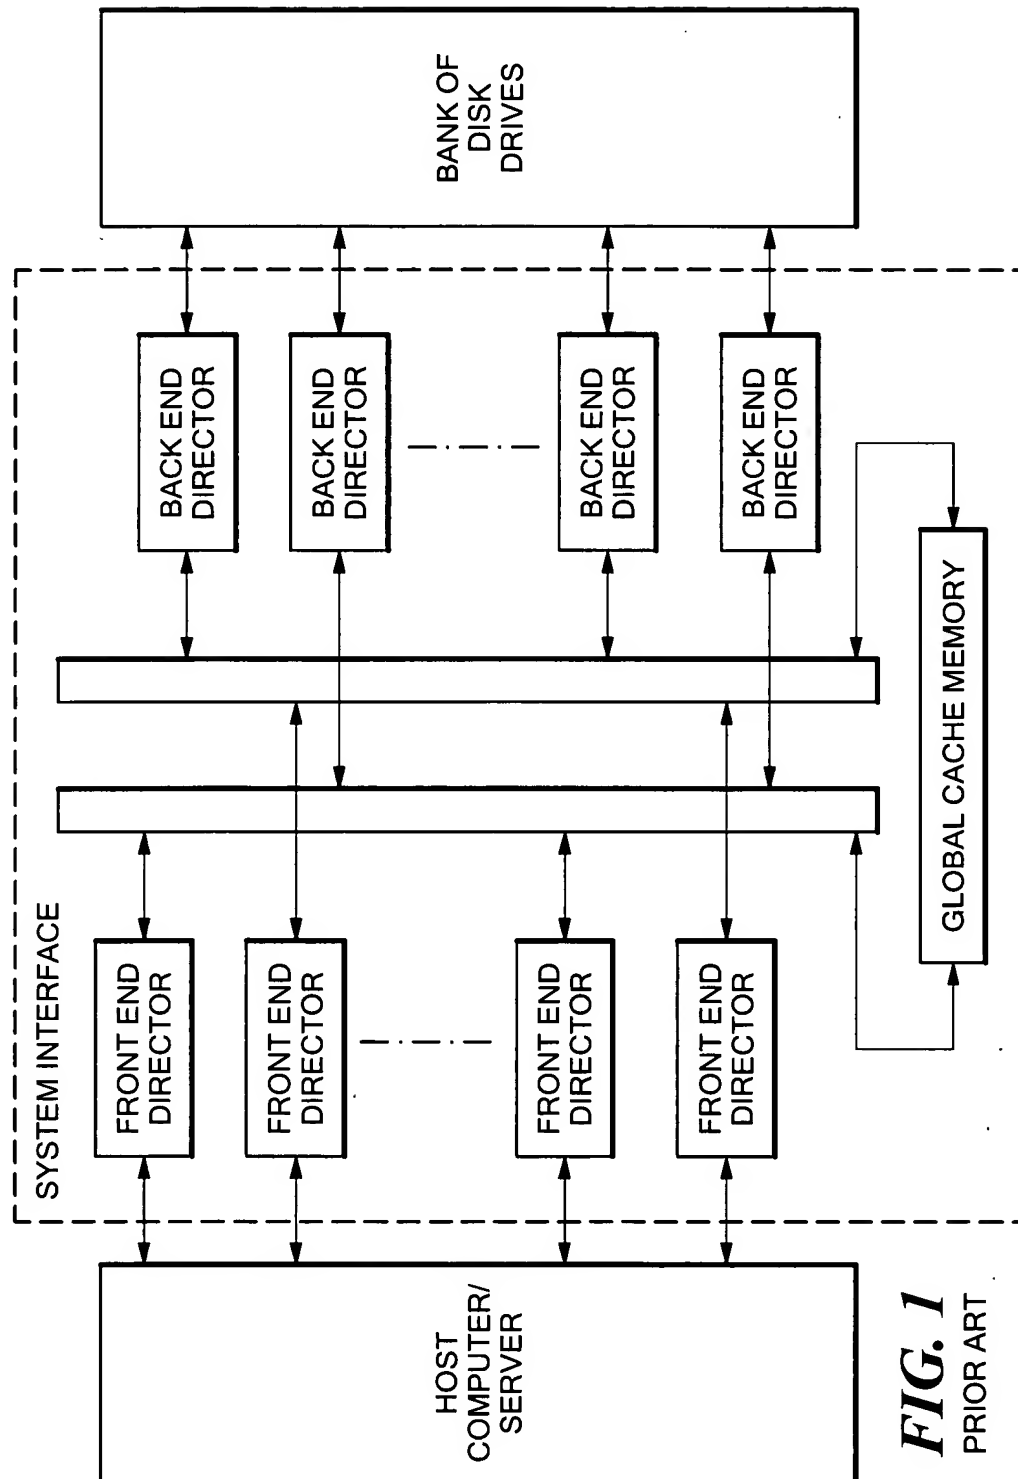 SYSTEM INTERFACE
HOST
COMPUTER/
SERVER
FRONT END
DIRECTOR
FRONT END
DIRECTOR
FRONT END
DIRECTOR
FRONT END
DIRECTOR
BACK END
DIRECTOR
BACK END
DIRECTOR
BACK END
DIRECTOR
BACK END
DIRECTOR
BANK OF
DISK
DRIVES
GLOBAL CACHE MEMORY
FIG. 1
PRIOR ART